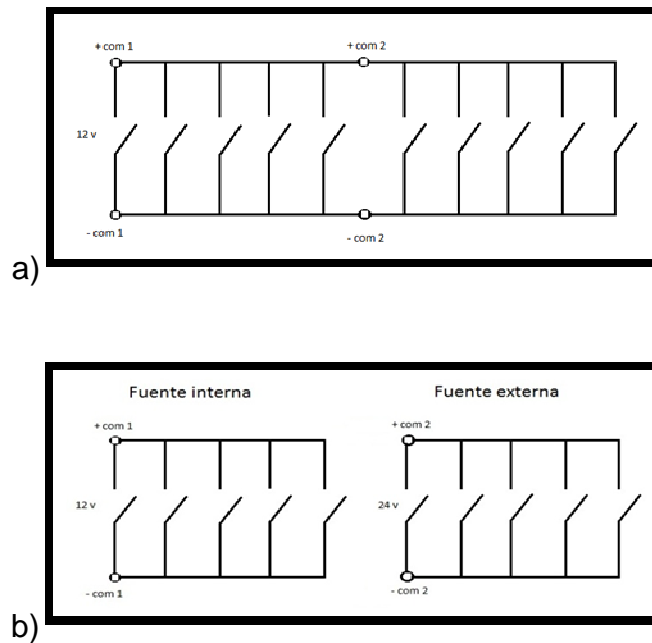 + com 1
+ com 2
12 v
- com 1
- com 2
a)
Fuente interna
Fuente externa
+ com 1
+ com 2
12 v
24 v
- com 1
- com 2
b)